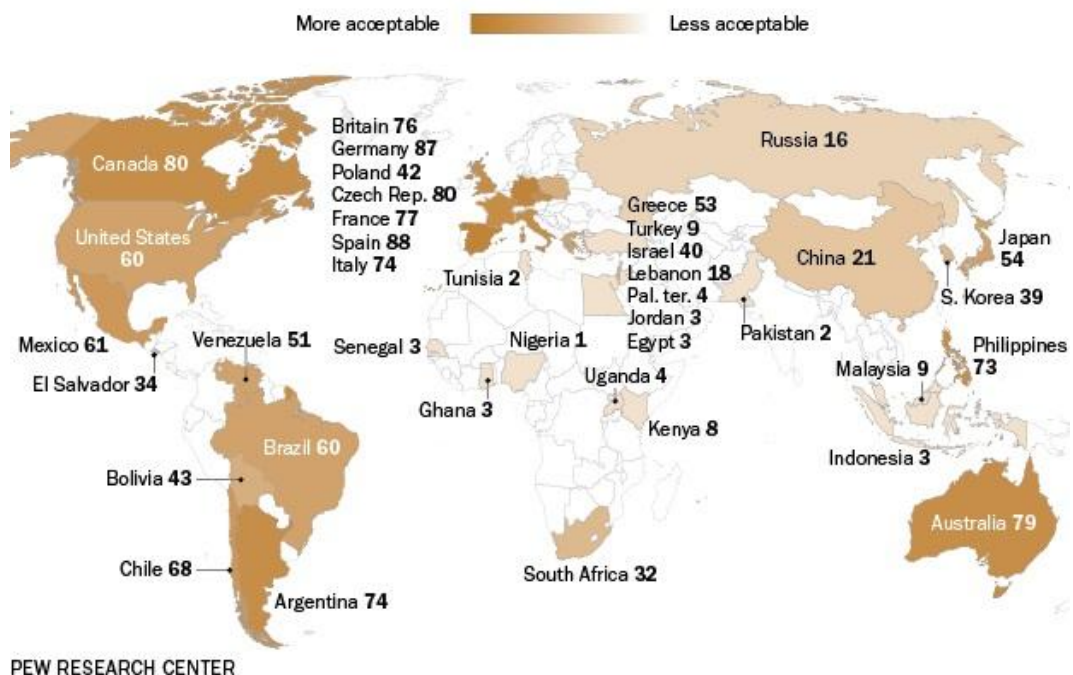 More acceptable
Less acceptable
Britain 76
Germany 87
Poland 42
Czech Rep. 80
France 77
Spain 88
Italy 74
Canada 80
United States
60
Russia 16
Greece 53
Turkey 9
Israel 40
Lebanon 18
Pal. ter. 4
Jordan 3
Egypt 3
China 21
Japan
54
S. Korea 39
Tunisia 2
Pakistan 2
Mexico 61
Venezuela 51
El Salvador 34
Senegal 3
Nigeria 1
Ghana 3
Uganda 4
Kenya 8
Malaysia 9
Philippines
73
Indonesia 3
Brazil 60
Bolivia 43
Chile 68
Argentina 74
South Africa 32
Australia 79
PEW RESEARCH CENTER